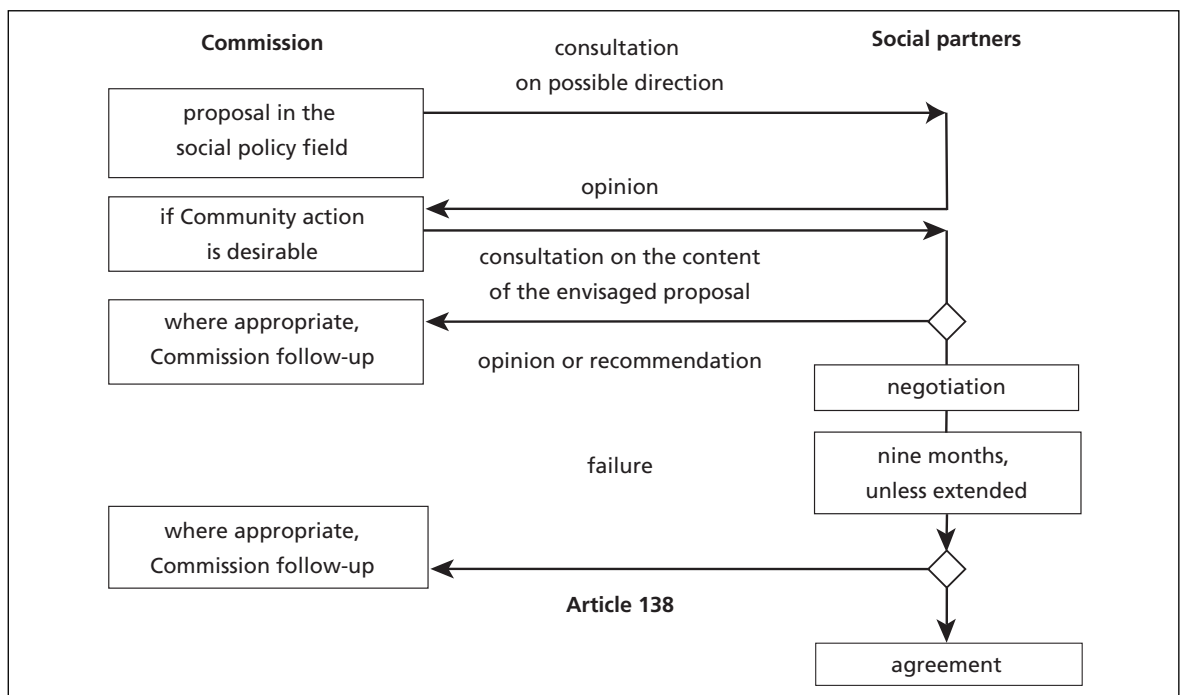 Commission
Social partners
consultation
on possible direction
proposal in the
social policy field
opinion
if Community action
is desirable
consultation on the content
of the envisaged proposal
where appropriate,
Commission follow-up
opinion or recommendation
negotiation
failure
nine months,
unless extended
where appropriate,
Commission follow-up
Article 138
agreement